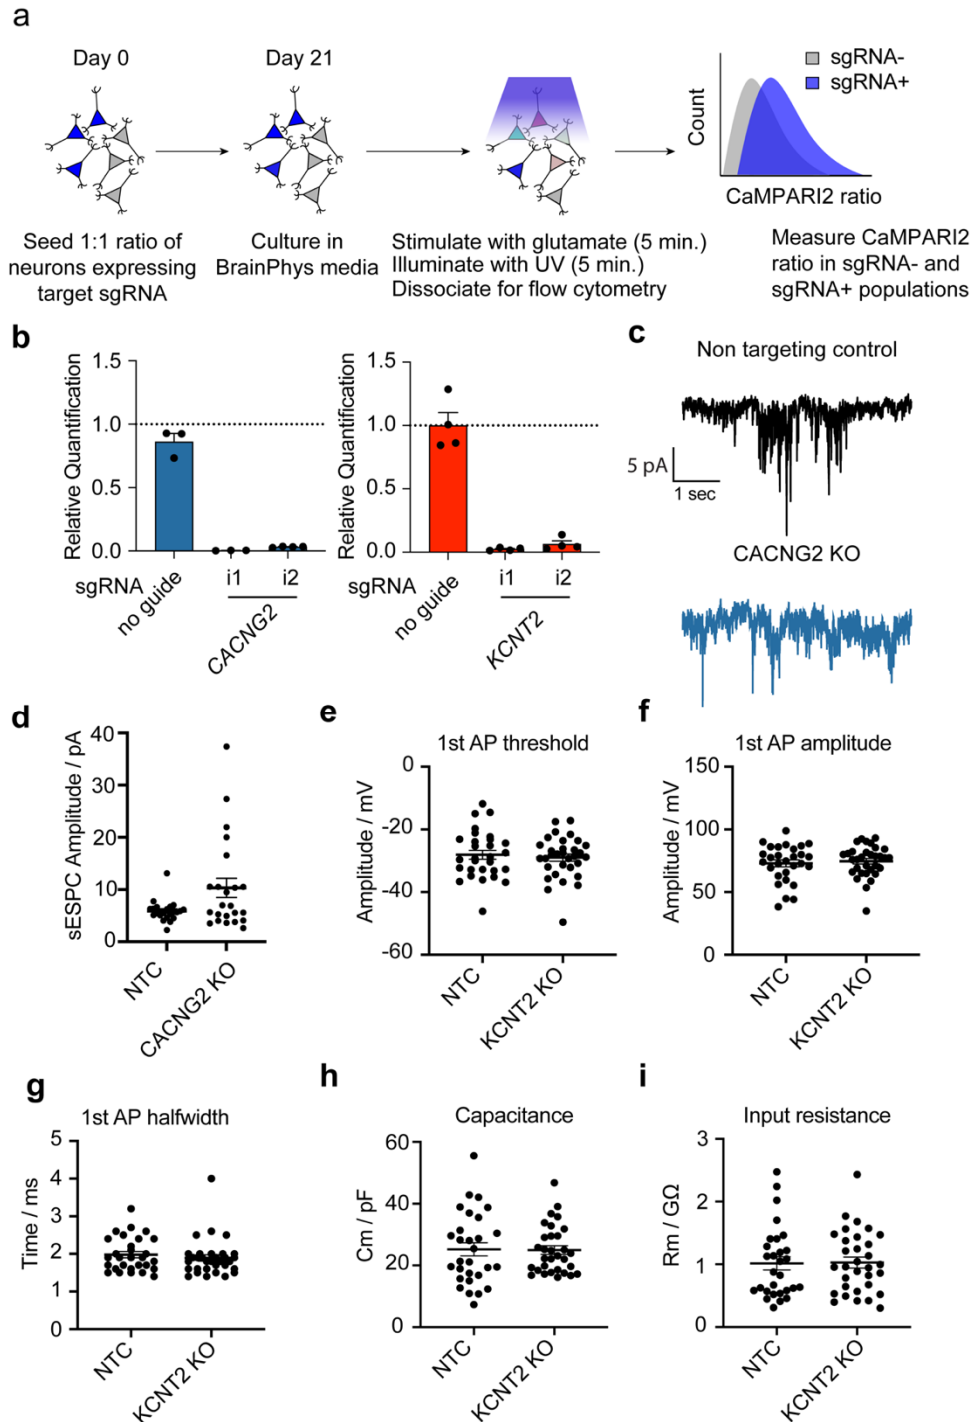 a
Day 0
Day 21
sgRNA-
sgRNA+
Count
CaMPARI2 ratio
Seed 1:1 ratio of
neurons expressing
target sgRNA
Culture in
BrainPhys media
Stimulate with glutamate (5 min.)
Illuminate with UV (5 min.)
Dissociate for flow cytometry
Measure CaMPARI2
ratio in sgRNA- and
sgRNA+ populations
b
Relative Quantification
1.5
1.0
0.5
0.0
sgRNA
no guide
i1
i2
CACNG2
Relative Quantification
1.5
1.0
0.5
0.0
sgRNA
no guide
i1
i2
KCNT2
c
Non targeting control
5 pA
1 sec
CACNG2 KO
d
sESPC Amplitude / pA
40
30
20
10
0
NTC
CACNG2 KO
e
1st AP threshold
Amplitude / mV
0
-20
-40
-60
NTC
KCNT2 KO
f
1st AP amplitude
Amplitude / mV
150
100
50
0
NTC
KCNT2 KO
g
1st AP halfwidth
Time / ms
5
4
3
2
1
0
NTC
KCNT2 KO
h
Capacitance
Cm / pF
60
40
20
0
NTC
KCNT2 KO
i
Input resistance
Rm / GΩ
3
2
1
0
NTC
KCNT2 KO